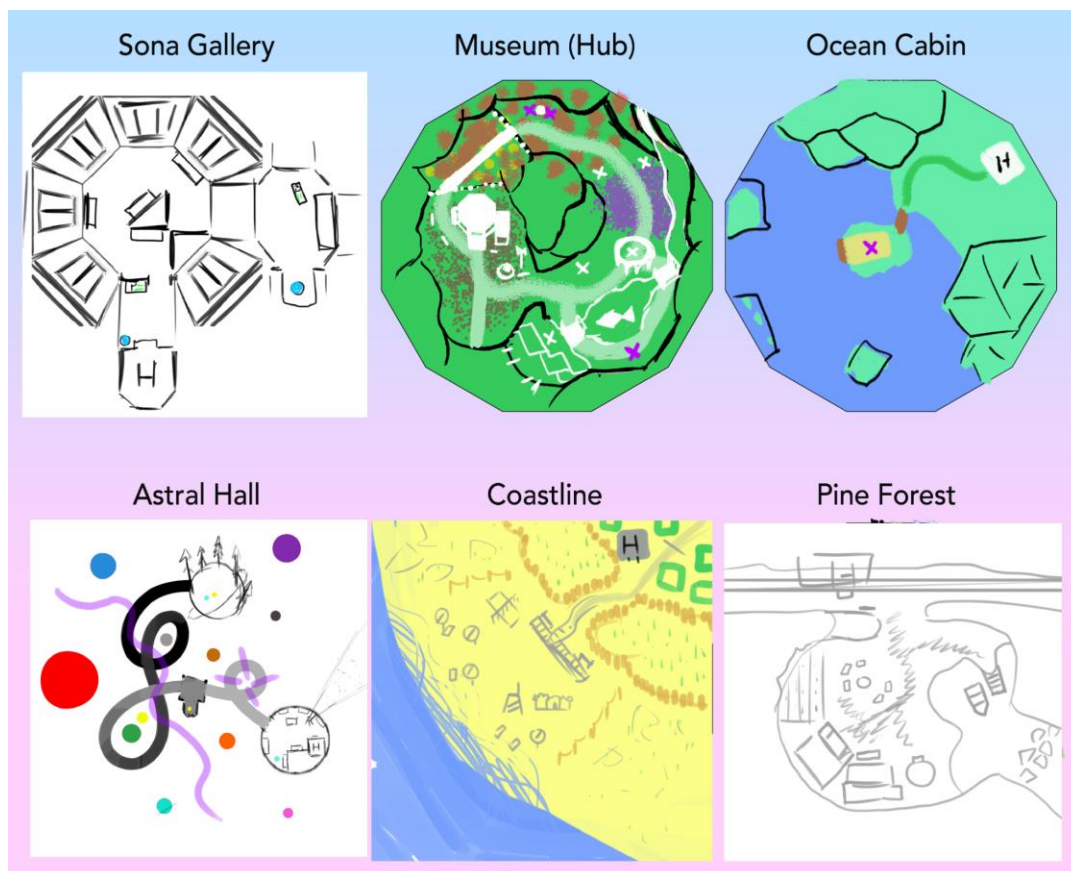 Sona Gallery
Museum (Hub)
Ocean Cabin
H
H
Astral Hall
Coastline
Pine Forest
H
H